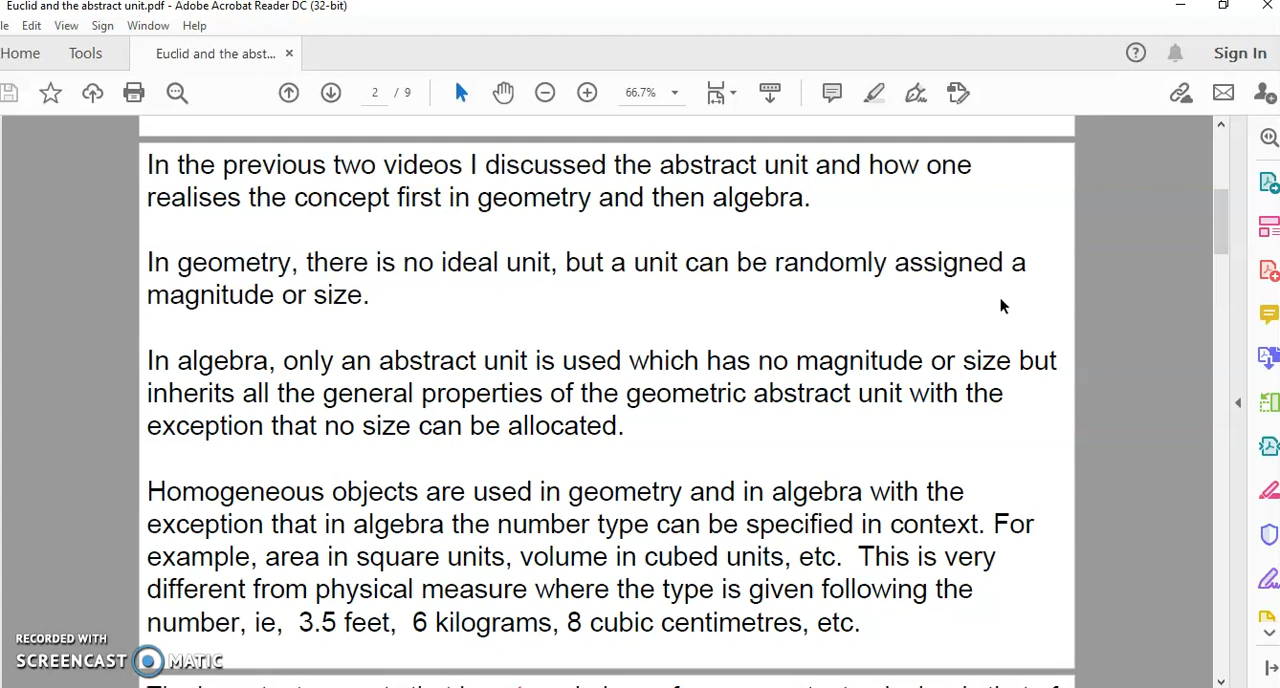 Euclid and the abstract unit.pdf - Adobe Acrobat Reader DC (32-bit)
le Edit View Sign Window Help
Home Tools Euclid and the abst... × Sign In
2 / 9 66.7%
In the previous two videos I discussed the abstract unit and how one
realises the concept first in geometry and then algebra.
In geometry, there is no ideal unit, but a unit can be randomly assigned a
magnitude or size.
In algebra, only an abstract unit is used which has no magnitude or size but
inherits all the general properties of the geometric abstract unit with the
exception that no size can be allocated.
Homogeneous objects are used in geometry and in algebra with the
exception that in algebra the number type can be specified in context. For
example, area in square units, volume in cubed units, etc. This is very
different from physical measure where the type is given following the
number, ie, 3.5 feet, 6 kilograms, 8 cubic centimetres, etc.
RECORDED WITH
SCREENCAST MATIC